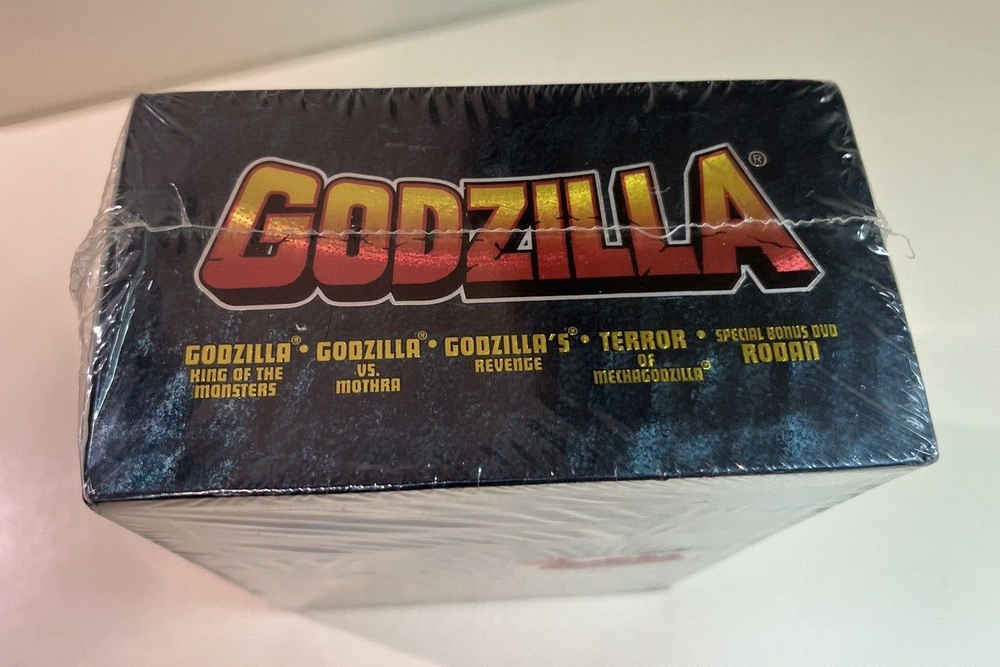 GODZILLA®
GODZILLA® KING OF THE MONSTERS • GODZILLA® VS. MOTHRA • GODZILLA'S® REVENGE • TERROR OF MECHAGODZILLA® • SPECIAL BONUS DVD RODAN